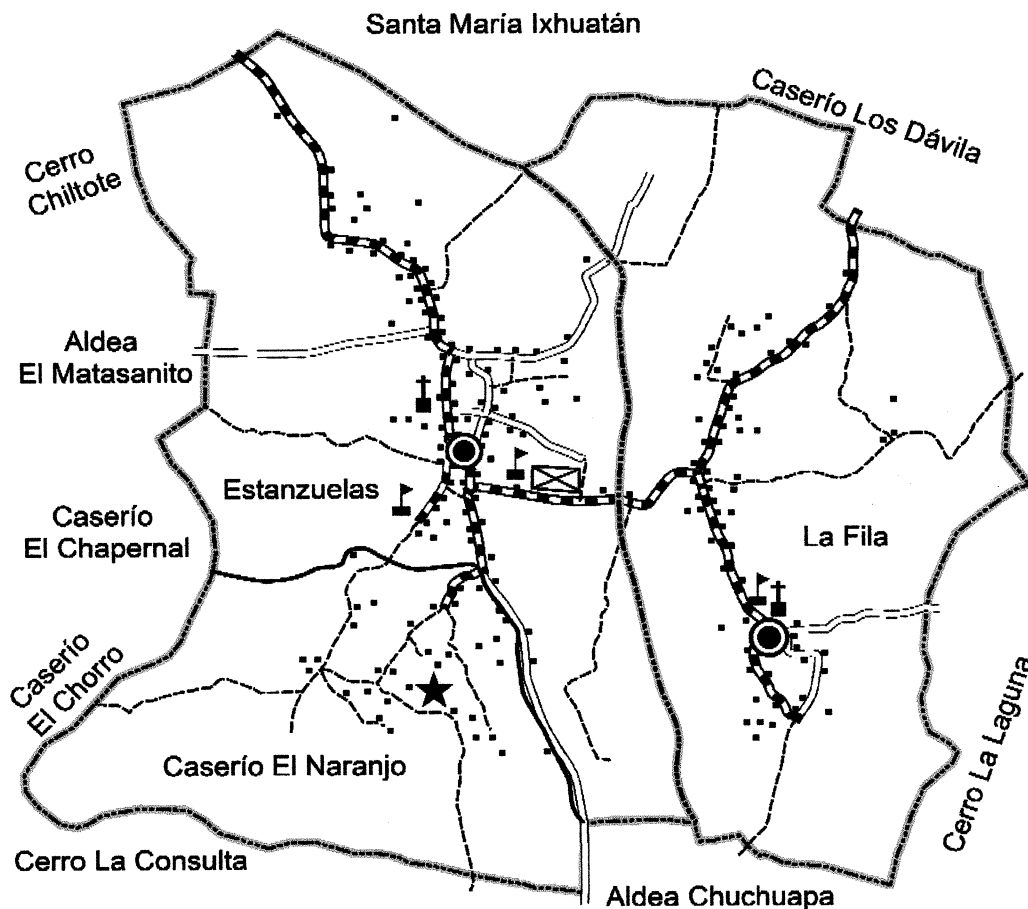 Santa María Ixhuatán
Caserío Los Dávila
Cerro
Chiltote
Aldea
El Matasanito
Estanzuelas
Caserío
El Chapernal
La Fila
Caserío
El Chorro
Caserío El Naranjo
Cerro La Laguna
Cerro La Consulta
Aldea Chuchuapa